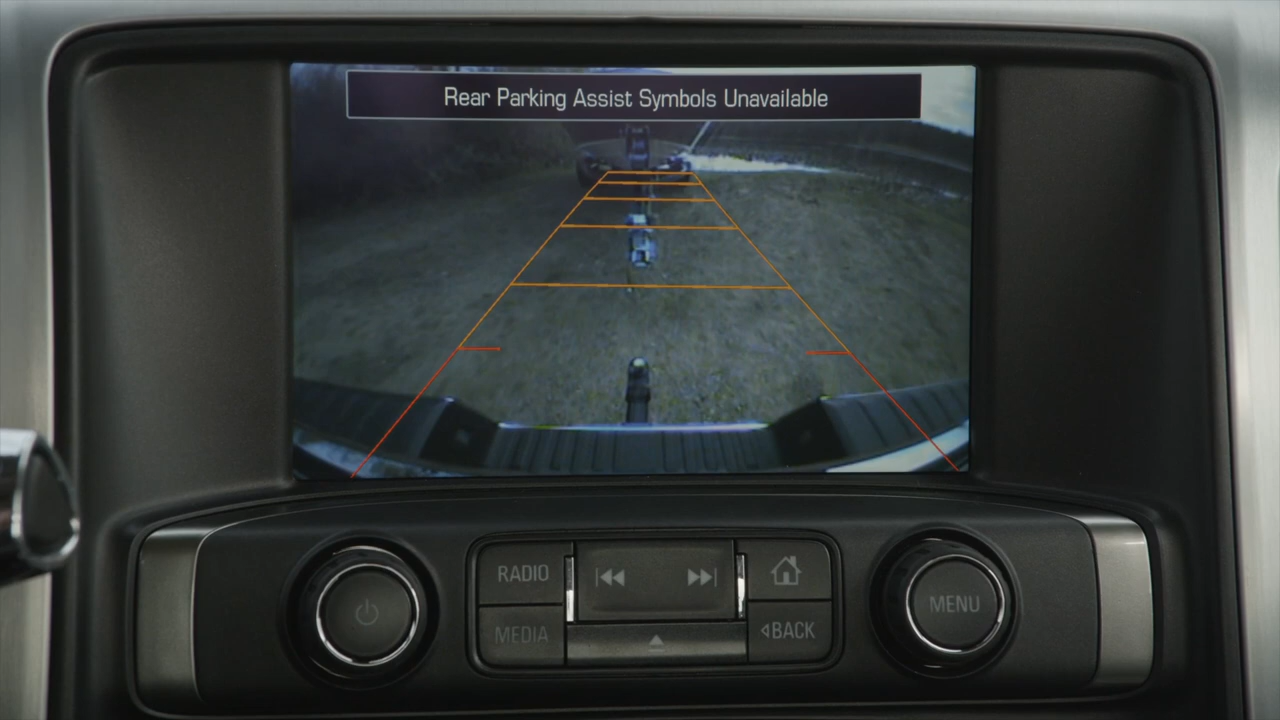 Rear Parking Assist Symbols Unavailable
RADIO
MEDIA
BACK
MENU